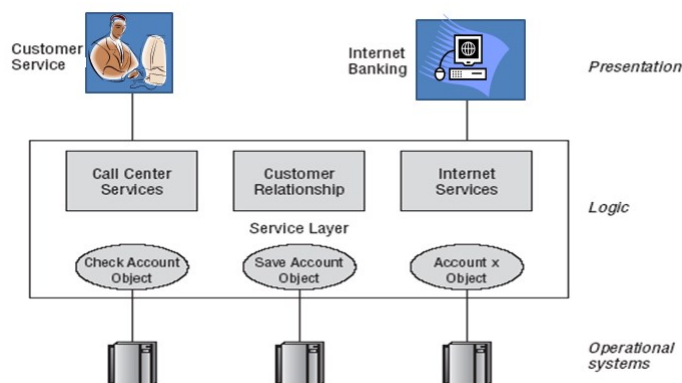 Customer
Service
Internet
Banking
Presentation
Call Center
Services
Customer
Relationship
Internet
Services
Logic
Service Layer
Check Account
Object
Save Account
Object
Account x
Object
Operational
systems